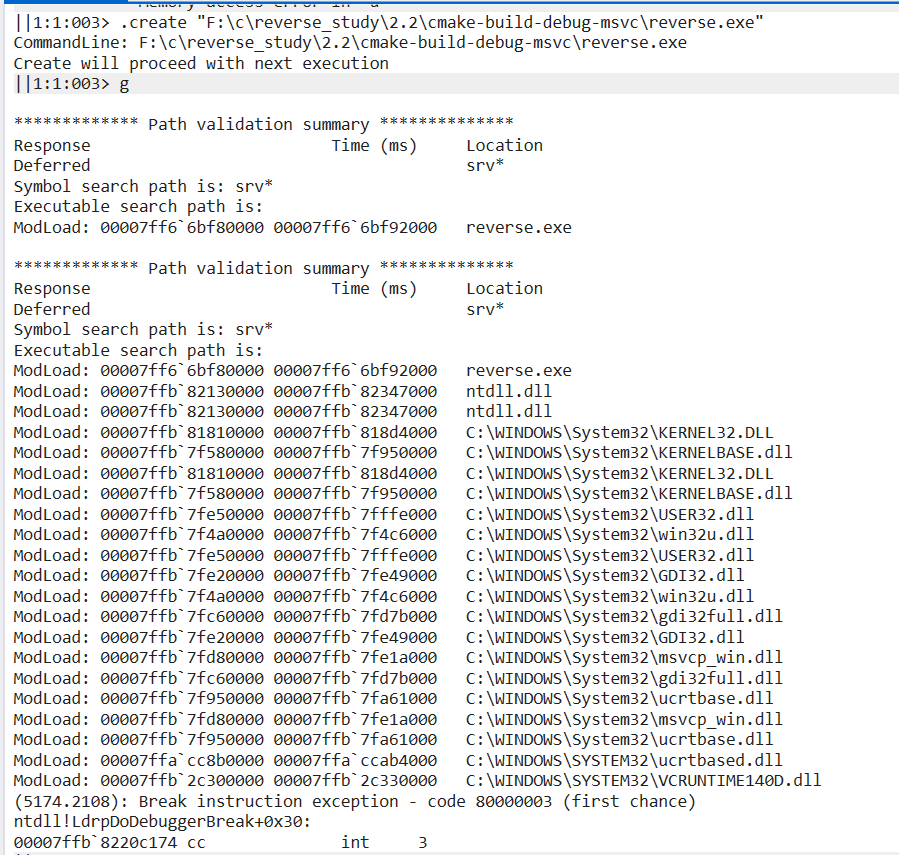 Memory access error in 'u
||1:1:003> .create "F:\c\reverse_study\2.2\cmake-build-debug-msvc\reverse.exe"
CommandLine: F:\c\reverse_study\2.2\cmake-build-debug-msvc\reverse.exe
Create will proceed with next execution
||1:1:003> g
************* Path validation summary **************
Response                         Time (ms)     Location
Deferred                                       srv*
Symbol search path is: srv*
Executable search path is:
ModLoad: 00007ff6`6bf80000 00007ff6`6bf92000   reverse.exe
************* Path validation summary **************
Response                         Time (ms)     Location
Deferred                                       srv*
Symbol search path is: srv*
Executable search path is:
ModLoad: 00007ff6`6bf80000 00007ff6`6bf92000   reverse.exe
ModLoad: 00007ffb`82130000 00007ffb`82347000   ntdll.dll
ModLoad: 00007ffb`82130000 00007ffb`82347000   ntdll.dll
ModLoad: 00007ffb`81810000 00007ffb`818d4000   C:\WINDOWS\System32\KERNEL32.DLL
ModLoad: 00007ffb`7f580000 00007ffb`7f950000   C:\WINDOWS\System32\KERNELBASE.dll
ModLoad: 00007ffb`81810000 00007ffb`818d4000   C:\WINDOWS\System32\KERNEL32.DLL
ModLoad: 00007ffb`7f580000 00007ffb`7f950000   C:\WINDOWS\System32\KERNELBASE.dll
ModLoad: 00007ffb`7fe50000 00007ffb`7fffe000   C:\WINDOWS\System32\USER32.dll
ModLoad: 00007ffb`7f4a0000 00007ffb`7f4c6000   C:\WINDOWS\System32\win32u.dll
ModLoad: 00007ffb`7fe50000 00007ffb`7fffe000   C:\WINDOWS\System32\USER32.dll
ModLoad: 00007ffb`7fe20000 00007ffb`7fe49000   C:\WINDOWS\System32\GDI32.dll
ModLoad: 00007ffb`7f4a0000 00007ffb`7f4c6000   C:\WINDOWS\System32\win32u.dll
ModLoad: 00007ffb`7fc60000 00007ffb`7fd7b000   C:\WINDOWS\System32\gdi32full.dll
ModLoad: 00007ffb`7fe20000 00007ffb`7fe49000   C:\WINDOWS\System32\GDI32.dll
ModLoad: 00007ffb`7fd80000 00007ffb`7fe1a000   C:\WINDOWS\System32\msvcp_win.dll
ModLoad: 00007ffb`7fc60000 00007ffb`7fd7b000   C:\WINDOWS\System32\gdi32full.dll
ModLoad: 00007ffb`7f950000 00007ffb`7fa61000   C:\WINDOWS\System32\ucrtbase.dll
ModLoad: 00007ffb`7fd80000 00007ffb`7fe1a000   C:\WINDOWS\System32\msvcp_win.dll
ModLoad: 00007ffb`7f950000 00007ffb`7fa61000   C:\WINDOWS\System32\ucrtbase.dll
ModLoad: 00007ffa`cc8b0000 00007ffa`ccab4000   C:\WINDOWS\SYSTEM32\ucrtbased.dll
ModLoad: 00007ffb`2c300000 00007ffb`2c330000   C:\WINDOWS\SYSTEM32\VCRUNTIME140D.dll
(5174.2108): Break instruction exception - code 80000003 (first chance)
ntdll!LdrpDoDebuggerBreak+0x30:
00007ffb`8220c174 cc              int     3